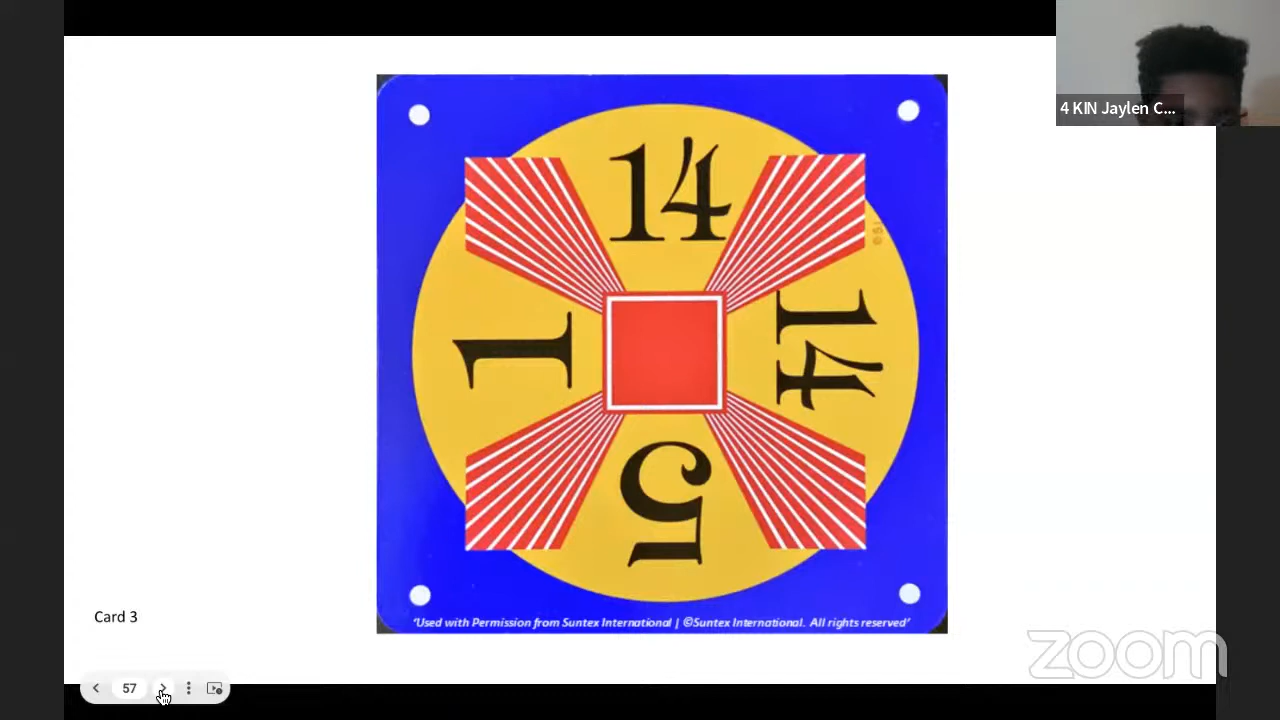 4 KIN Jaylen C...
14
1
14
5
Card 3
'Used with Permission from Suntex International | ©Suntex International. All rights reserved'
zoom
57